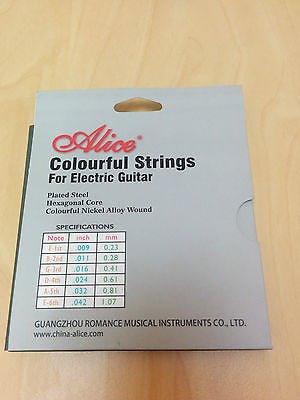 Alice®
Colourful Strings
For Electric Guitar
Plated Steel
Hexagonal Core
Colourful Nickel Alloy Wound
SPECIFICATIONS
Note inch mm
E-1st .009 0.23
B-2nd .011 0.28
G-3rd .016 0.41
D-4th .024 0.61
A-5th .032 0.81
E-6th .042 1.07
GUANGZHOU ROMANCE MUSICAL INSTRUMENTS CO., LTD.
www.china-alice.com